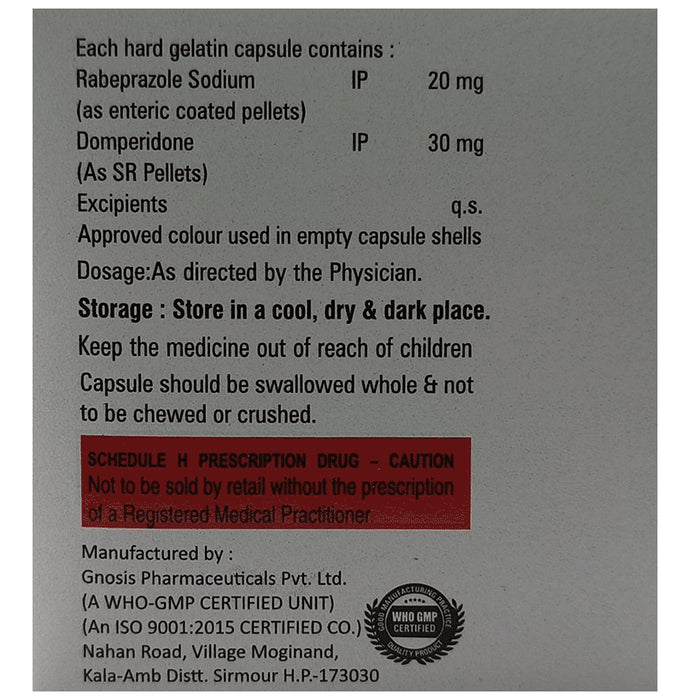 Each hard gelatin capsule contains :
Rabeprazole Sodium IP 20 mg
(as enteric coated pellets)
Domperidone IP 30 mg
(As SR Pellets)
Excipients q.s.
Approved colour used in empty capsule shells
Dosage:As directed by the Physician.
Storage : Store in a cool, dry & dark place.
Keep the medicine out of reach of children
Capsule should be swallowed whole & not
to be chewed or crushed.
SCHEDULE H PRESCRIPTION DRUG – CAUTION
Not to be sold by retail without the prescription
of a Registered Medical Practitioner
Manufactured by :
Gnosis Pharmaceuticals Pvt. Ltd.
(A WHO-GMP CERTIFIED UNIT)
(An ISO 9001:2015 CERTIFIED CO.)
Nahan Road, Village Moginand,
Kala-Amb Distt. Sirmour H.P.-173030
GOOD MANUFACTURING PRACTICE
WHO GMP
CERTIFIED
QUALITY PRODUCT